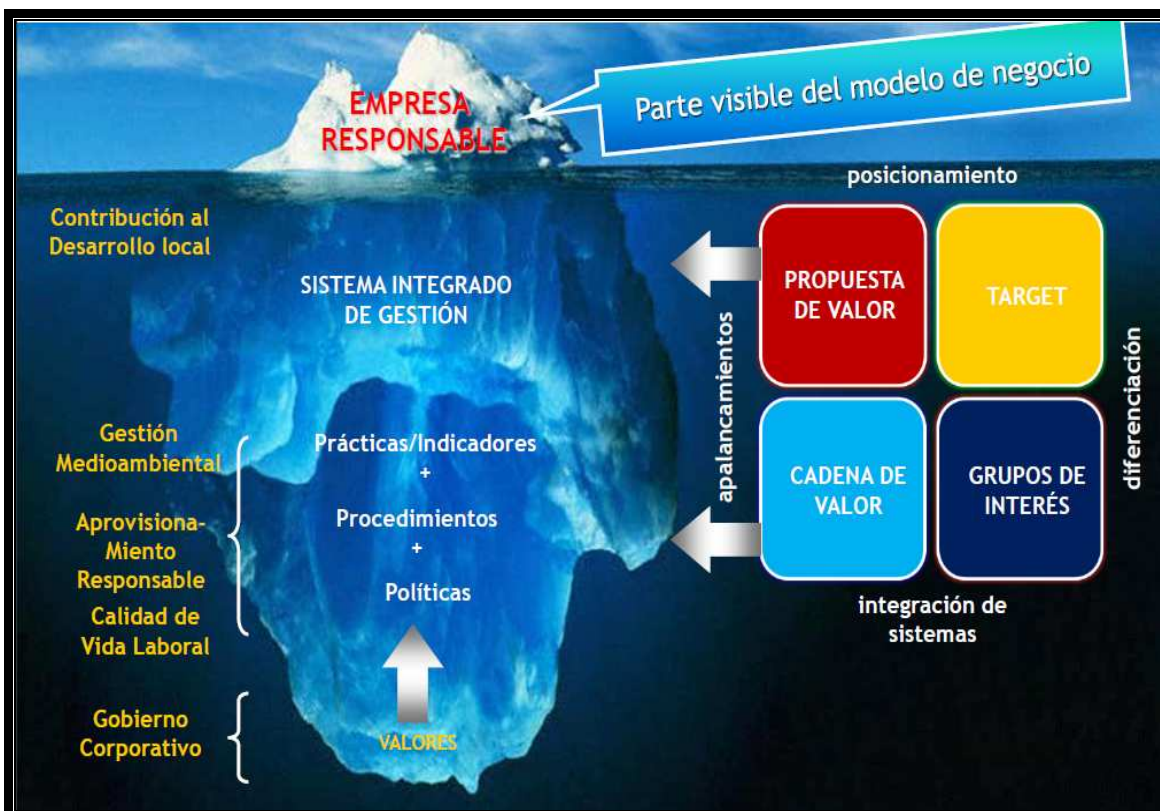 EMPRESA
RESPONSABLE
Parte visible del modelo de negocio
Contribución al
Desarrollo local
SISTEMA INTEGRADO
DE GESTIÓN
Gestión
Medioambiental
Aprovisiona-
Miento
Responsable
Calidad de
Vida Laboral
Gobierno
Corporativo
Prácticas/Indicadores
+
Procedimientos
+
Políticas
VALORES
posicionamiento
apalancamientos
PROPUESTA
DE VALOR
TARGET
CADENA DE
VALOR
GRUPOS DE
INTERÉS
diferenciación
integración de
sistemas